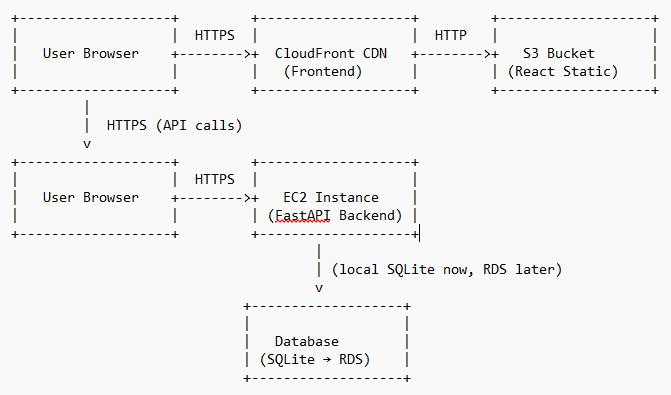 HTTPS HTTP
User Browser CloudFront CDN S3 Bucket
(Frontend) (React Static)
HTTPS (API calls)
v
HTTPS
User Browser EC2 Instance
(FastAPI Backend)
(local SQLite now, RDS later)
v
Database
(SQLite → RDS)